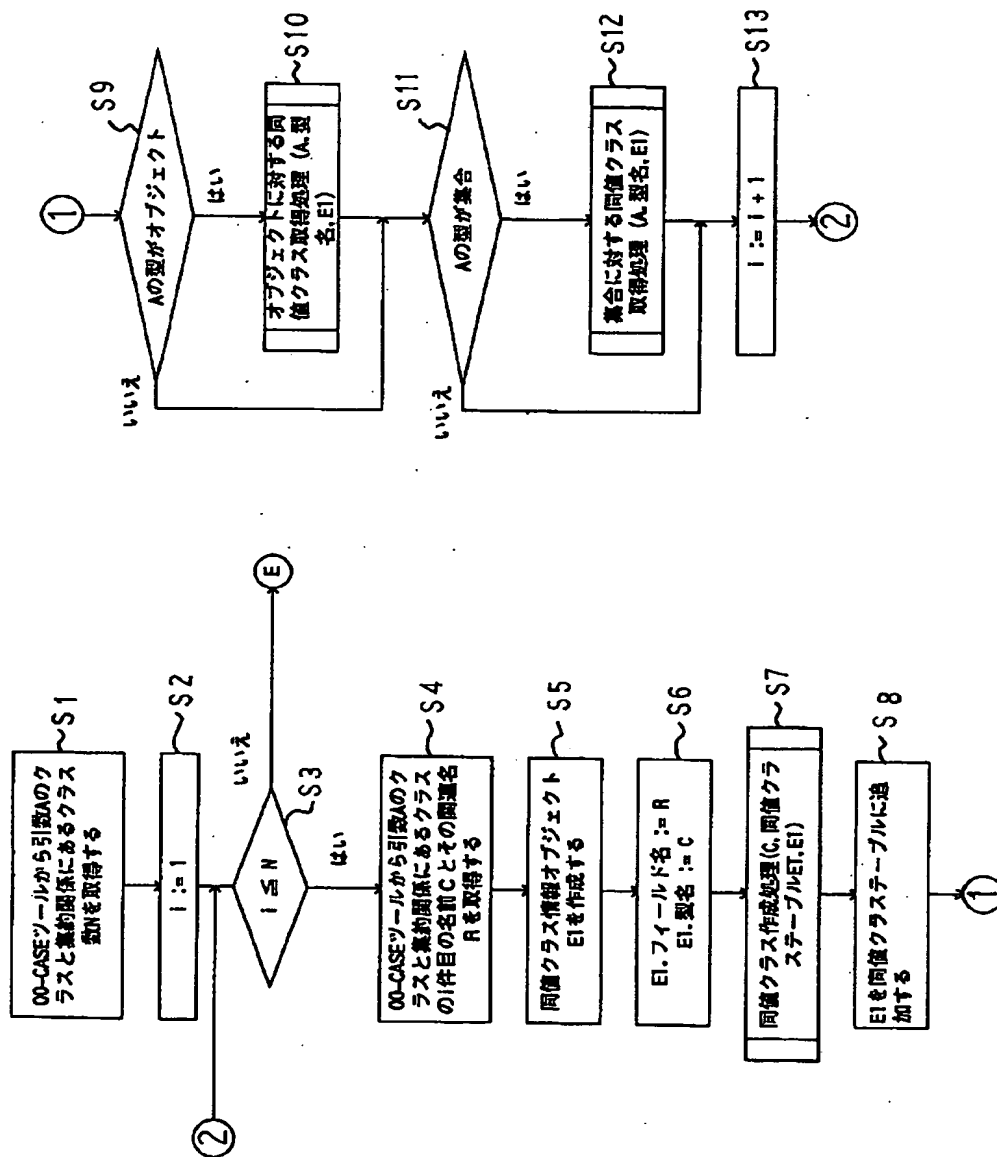 OO-CASEツールから引数Aのク
ラスと集約関係にあるクラス
数Nを取得する
S1
i := 1
S2
②
i ≦ N
S3
いいえ
E
はい
OO-CASEツールから引数Aのク
ラスと集約関係にあるクラス
のi件目の名前Cとその関連名
Rを取得する
S4
同値クラス情報オブジェクト
E1を作成する
S5
E1.フィールド名 := R
E1.型名 := C
S6
同値クラス作成処理(C,同値クラ
ステーブルET,E1)
S7
E1を同値クラステーブルに追
加する
S8
①
①
Aの型がオブジェクト
S9
いいえ
はい
オブジェクトに対する同
値クラス取得処理(A.型
名,E1)
S10
Aの型が集合
S11
いいえ
はい
集合に対する同値クラス
取得処理(A.型名,E1)
S12
i := i + 1
S13
②